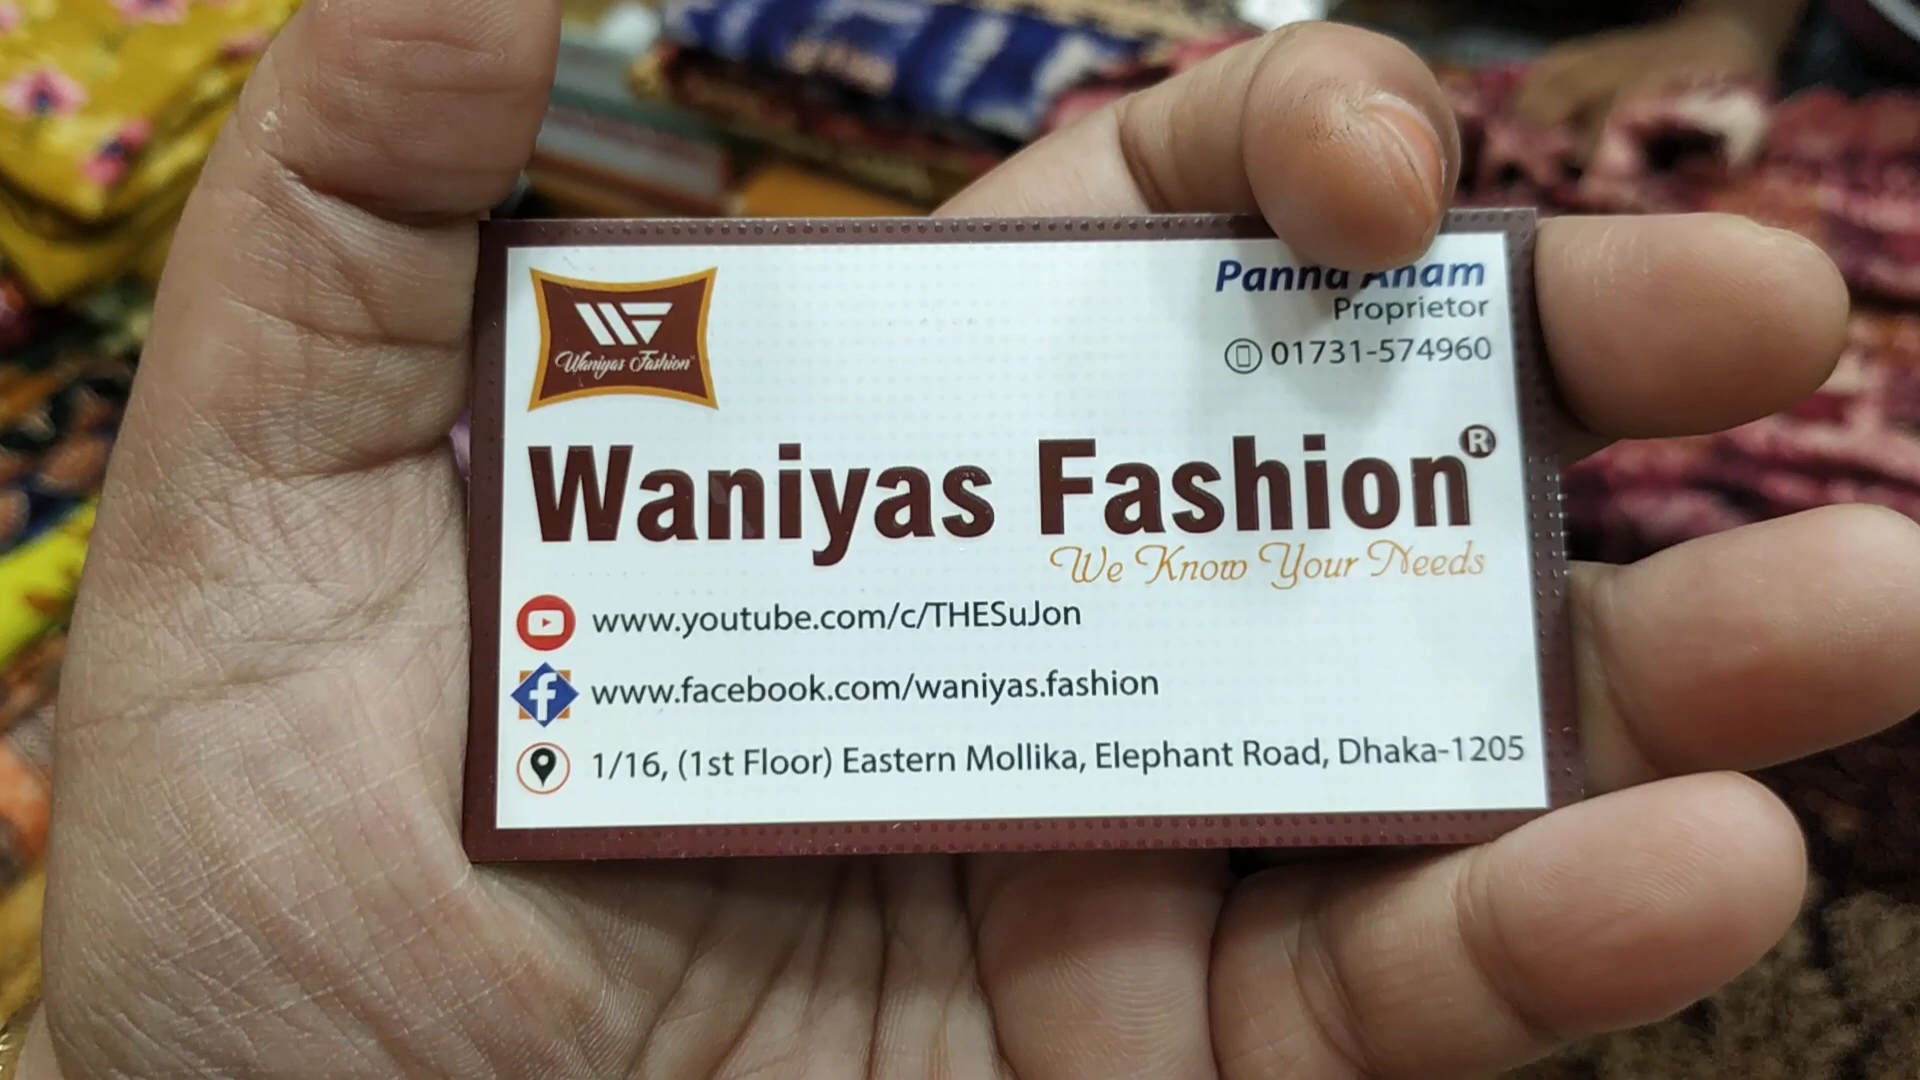 Waniyas Fashion
Panna
Proprietor
01731-574960
Waniyas Fashion®
We Know Your Needs
www.youtube.com/c/THESuJon
www.facebook.com/waniyas.fashion
1/16, (1st Floor) Eastern Mollika, Elephant Road, Dhaka-1205